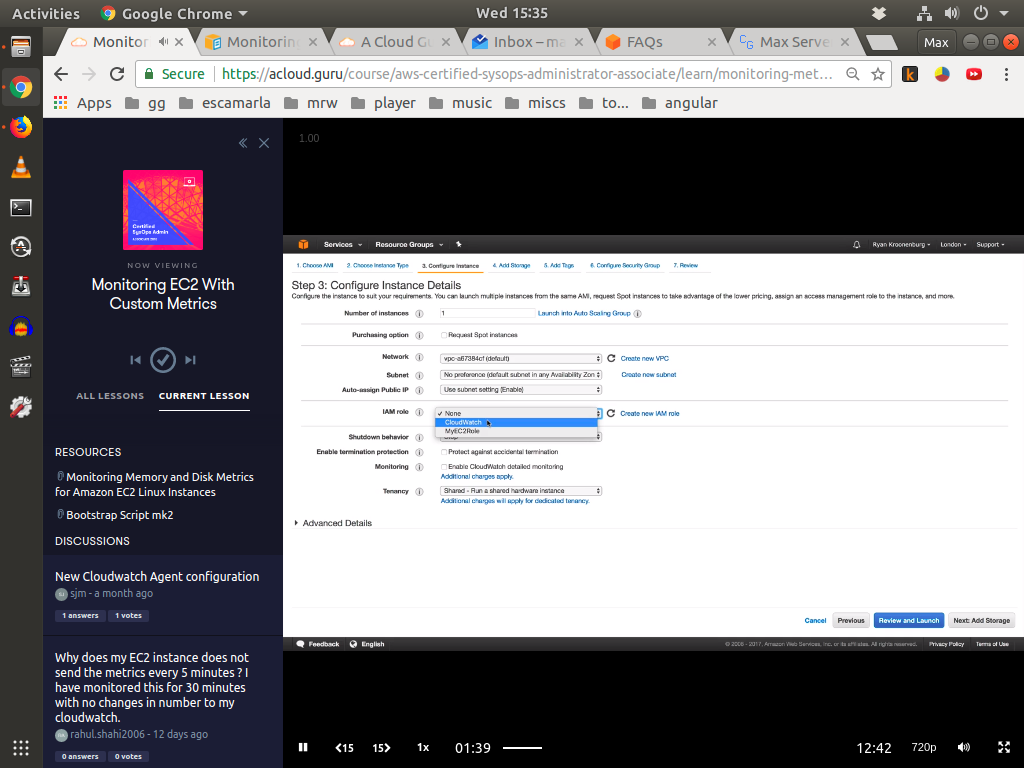 Activities
Google Chrome
Wed 15:35
Monitor
Monitorin
A Cloud Gu
Inbox – ma
FAQs
Max Serve
Max
Secure
https://acloud.guru/course/aws-certified-sysops-administrator-associate/learn/monitoring-met...
Apps
gg
escamarla
mrw
player
music
miscs
to...
angular
Certified
SysOps Admin
NOW VIEWING
Monitoring EC2 With
Custom Metrics
ALL LESSONS
CURRENT LESSON
RESOURCES
Monitoring Memory and Disk Metrics
for Amazon EC2 Linux Instances
Bootstrap Script mk2
DISCUSSIONS
New Cloudwatch Agent configuration
sjm - a month ago
1 answers
1 votes
Why does my EC2 instance does not
send the metrics every 5 minutes ? I
have monitored this for 30 minutes
with no changes in number to my
cloudwatch.
rahul.shahi2006 - 12 days ago
0 answers
0 votes
1.00
Services
Resource Groups
Ryan Kroonenburg
London
Support
1. Choose AMI
2. Choose Instance Type
3. Configure Instance
4. Add Storage
5. Add Tags
6. Configure Security Group
7. Review
Step 3: Configure Instance Details
Configure the instance to suit your requirements. You can launch multiple instances from the same AMI, request Spot instances to take advantage of the lower pricing, assign an access management role to the instance, and more.
Number of instances
1
Launch into Auto Scaling Group
Purchasing option
Request Spot instances
Network
vpc-a67384cf (default)
Create new VPC
Subnet
No preference (default subnet in any Availability Zon
Create new subnet
Auto-assign Public IP
Use subnet setting (Enable)
IAM role
None
Create new IAM role
CloudWatch
MyEC2Role
Shutdown behavior
Enable termination protection
Protect against accidental termination
Monitoring
Enable CloudWatch detailed monitoring
Additional charges apply.
Tenancy
Shared - Run a shared hardware instance
Additional charges will apply for dedicated tenancy.
Advanced Details
Cancel
Previous
Review and Launch
Next: Add Storage
Feedback
English
© 2008 - 2017, Amazon Web Services, Inc. or its affiliates. All rights reserved.
Privacy Policy
Terms of Use
15
15
1x
01:39
12:42
720p